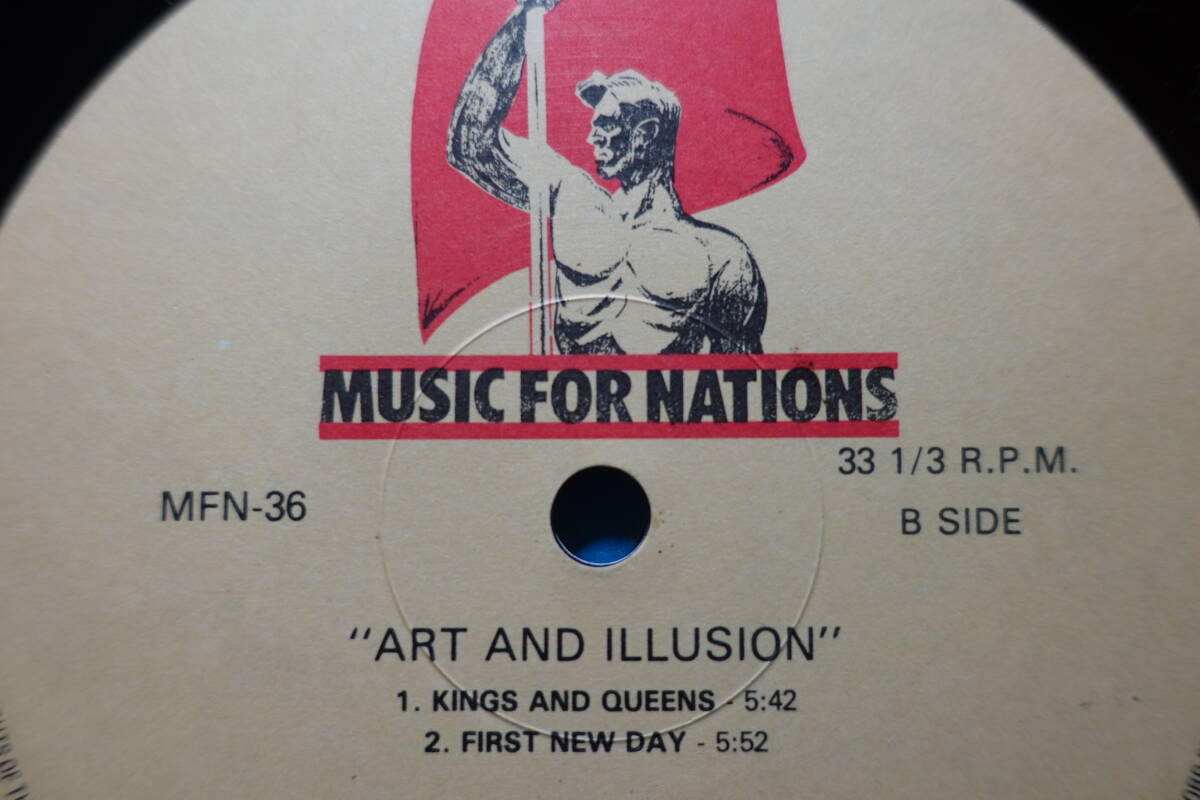 MUSIC FOR NATIONS
33 1/3 R.P.M.
MFN-36
B SIDE
"ART AND ILLUSION"
1. KINGS AND QUEENS - 5:42
2. FIRST NEW DAY - 5:52